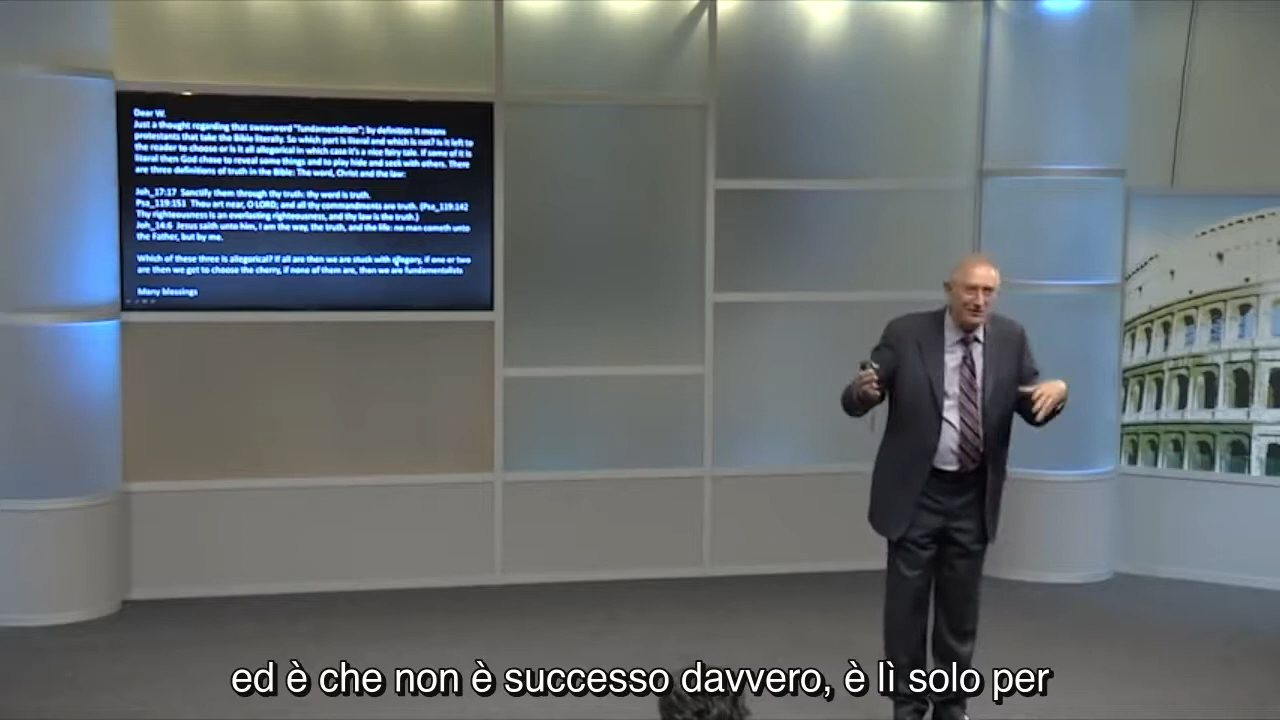 Dear W.
Just a thought regarding that swearword "fundamentalism"; by definition it means
protestants that take the Bible literally. So which part is literal and which is not? Is it left to
the reader to choose or is it all allegorical in which case it's a nice fairy tale. If some of it is
literal then God chose to reveal some things and to play hide and seek with others. There
are three definitions of truth in the Bible: The word, Christ and the law:
Joh_17:17 Sanctify them through thy truth: thy word is truth.
Psa_119:151 Thou art near, O LORD; and all thy commandments are truth. (Psa_119:142
Thy righteousness is an everlasting righteousness, and thy law is the truth.)
Joh_14:6 Jesus saith unto him, I am the way, the truth, and the life: no man cometh unto
the Father, but by me.
Which of these three is allegorical? If all are then we are stuck with allegary, if one or two
are then we get to choose the cherry, if none of them are, then we are fundamentalists
Many blessings
ed è che non è successo davvero, è lì solo per